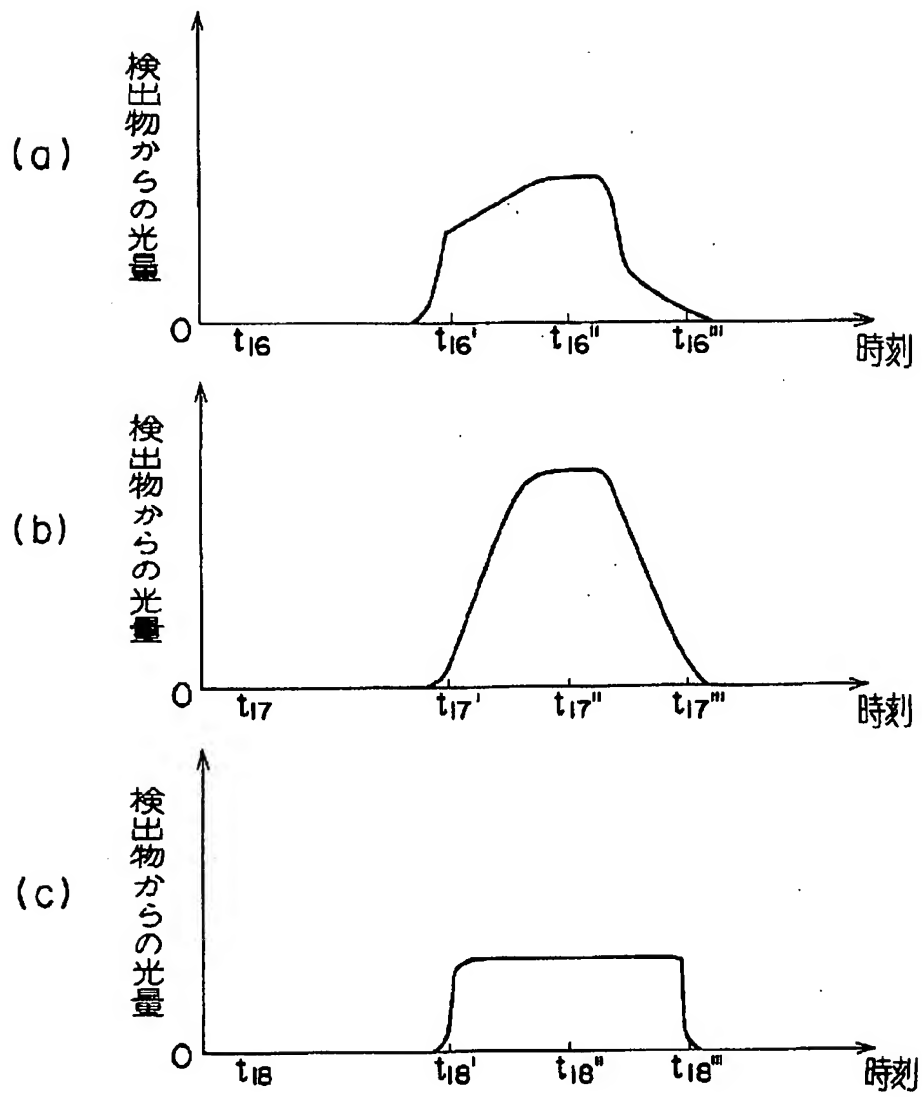 (a)
検出物からの光量
0
t16 t16' t16'' t16''' 時刻
(b)
検出物からの光量
0
t17 t17' t17'' t17''' 時刻
(c)
検出物からの光量
0
t18 t18' t18'' t18''' 時刻